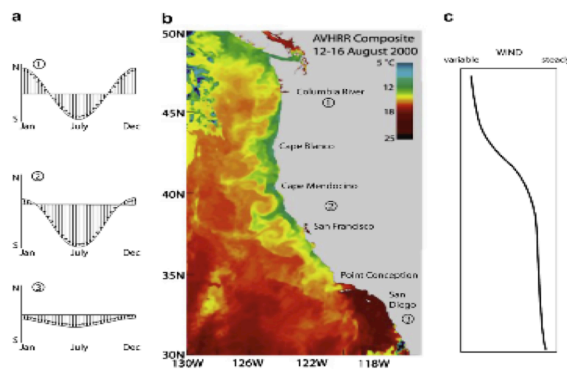 a
①
N
S
Jan July Dec
②
N
S
Jan July Dec
③
N
S
Jan July Dec
b
AVHRR Composite
12-16 August 2000
50N
45N
40N
35N
30N
130W 126W 122W 118W
5 °C
12
18
25
Columbia River
①
Cape Blanco
Cape Mendocino
②
San Francisco
Point Conception
San
Diego
③
c
WIND
variable steady